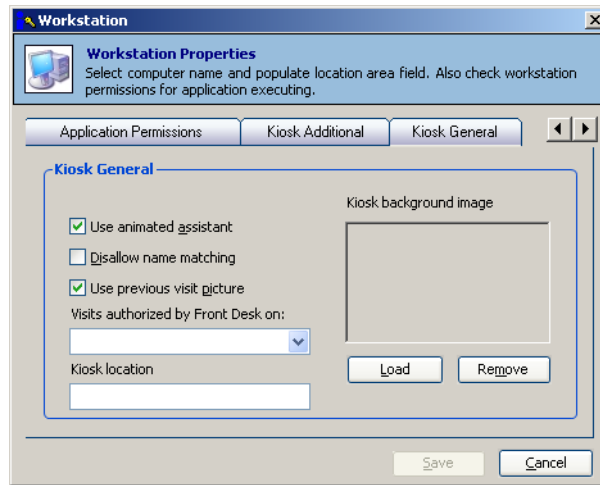 Workstation
Workstation Properties
Select computer name and populate location area field. Also check workstation
permissions for application executing.
Application Permissions
Kiosk Additional
Kiosk General
Kiosk General
Use animated assistant
Disallow name matching
Use previous visit picture
Visits authorized by Front Desk on:
Kiosk location
Kiosk background image
Load
Remove
Save
Cancel